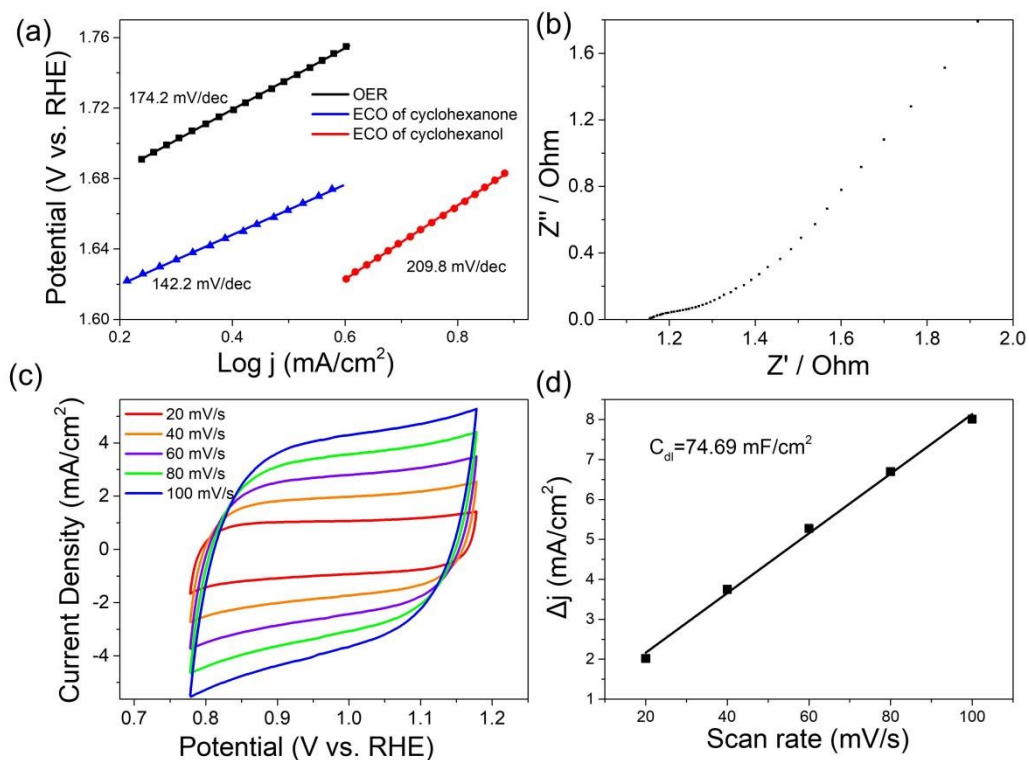 (a)
1.76
1.72
1.68
1.64
1.60
Potential (V vs. RHE)
174.2 mV/dec
OER
ECO of cyclohexanone
ECO of cyclohexanol
142.2 mV/dec
209.8 mV/dec
0.2 0.4 0.6 0.8
Log j (mA/cm²)
(b)
1.6
1.2
0.8
0.4
0.0
Z'' / Ohm
1.2 1.4 1.6 1.8 2.0
Z' / Ohm
(c)
20 mV/s
40 mV/s
60 mV/s
80 mV/s
100 mV/s
4
2
0
-2
-4
Current Density (mA/cm²)
0.7 0.8 0.9 1.0 1.1 1.2
Potential (V vs. RHE)
(d)
8
7
6
5
4
3
2
1
Δj (mA/cm²)
C_dl=74.69 mF/cm²
20 40 60 80 100
Scan rate (mV/s)